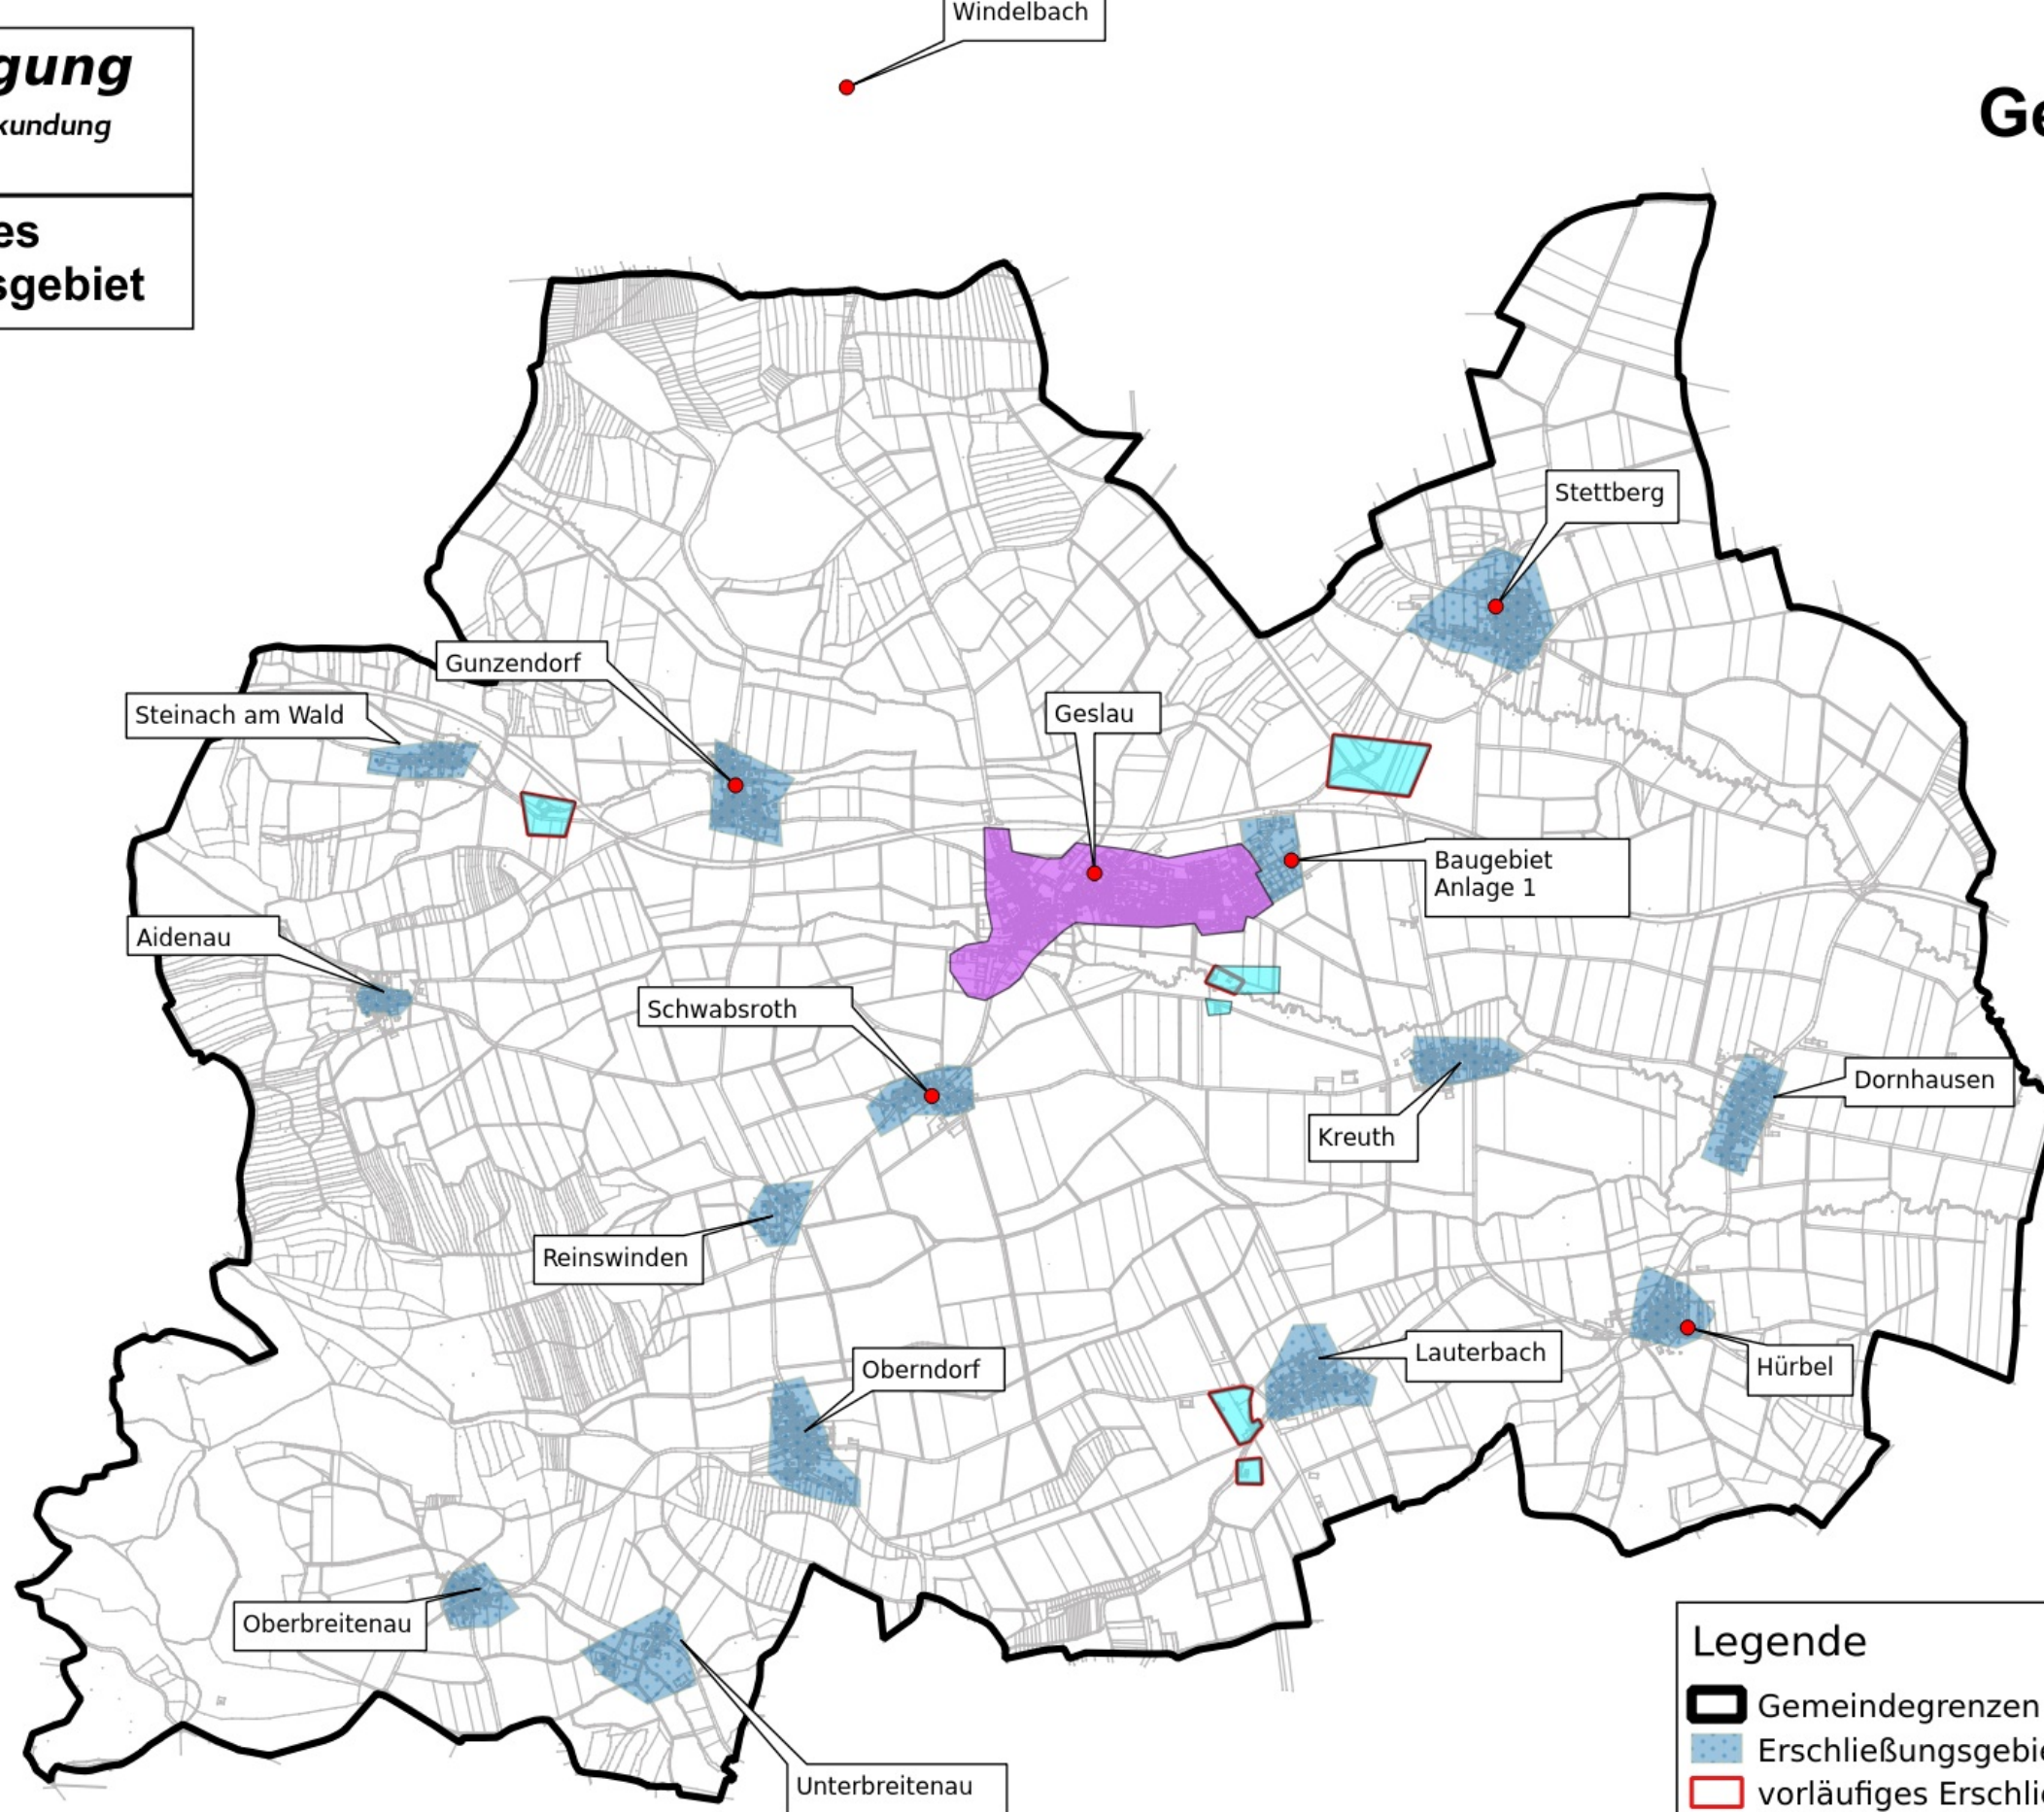 Windelbach
gung
kundung
Ge
es
sgebiet
Stettberg
Gunzendorf
Steinach am Wald
Geslau
Baugebiet
Anlage 1
Aidenau
Schwabsroth
Dornhausen
Kreuth
Reinswinden
Lauterbach
Hürbel
Oberndorf
Oberbreitenau
Unterbreitenau
Legende
Gemeindegrenzen
Erschließungsgebie
vorläufiges Erschli